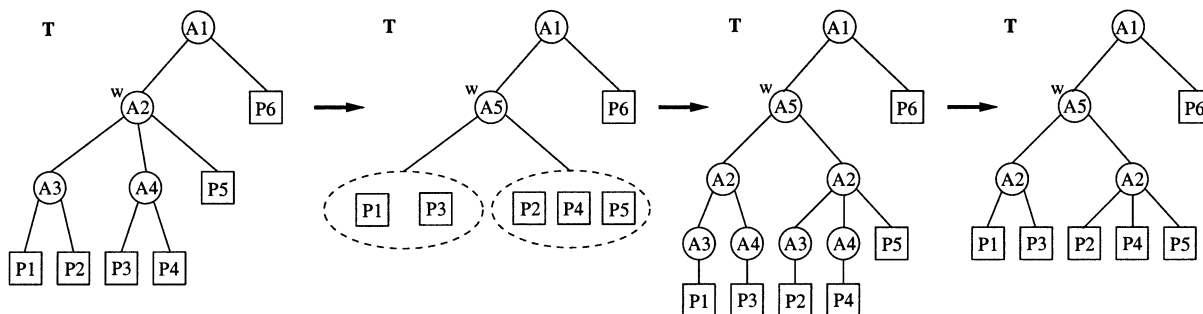 T A1 T A1 T A1 T A1
w A2 P6 w A5 P6 w A5 P6 w A5 P6
A3 A4 P5 A2 A2 A2 A2
P1 P3 P2 P4 P5
A3 A4 A3 A4 P5 P1 P3 P2 P4 P5
P1 P2 P3 P4
P1 P3 P2 P4